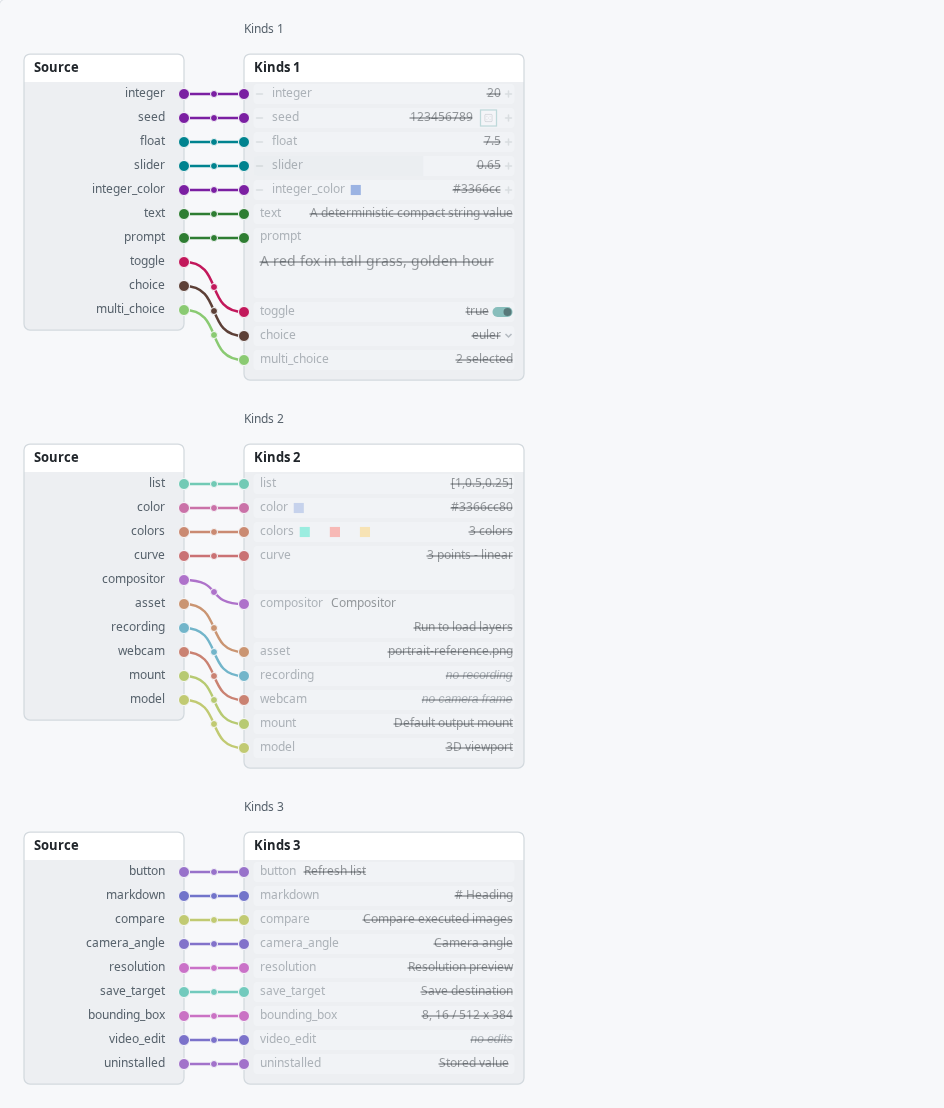 Kinds 1
Source
integer
seed
float
slider
integer_color
text
prompt
toggle
choice
multi_choice
Kinds 1
integer 20
seed 123456789
float 7.5
slider 0.65
integer_color #3366cc
text A deterministic compact string value
prompt
A red fox in tall grass, golden hour
toggle true
choice euler
multi_choice 2 selected
Kinds 2
Source
list
color
colors
curve
compositor
asset
recording
webcam
mount
model
Kinds 2
list [1,0.5,0.25]
color #3366cc80
colors 3 colors
curve 3 points - linear
compositor Compositor
Run to load layers
asset portrait-reference.png
recording no recording
webcam no camera frame
mount Default output mount
model 3D viewport
Kinds 3
Source
button
markdown
compare
camera_angle
resolution
save_target
bounding_box
video_edit
uninstalled
Kinds 3
button Refresh list
markdown # Heading
compare Compare executed images
camera_angle Camera angle
resolution Resolution preview
save_target Save destination
bounding_box 8, 16 / 512 x 384
video_edit no edits
uninstalled Stored value